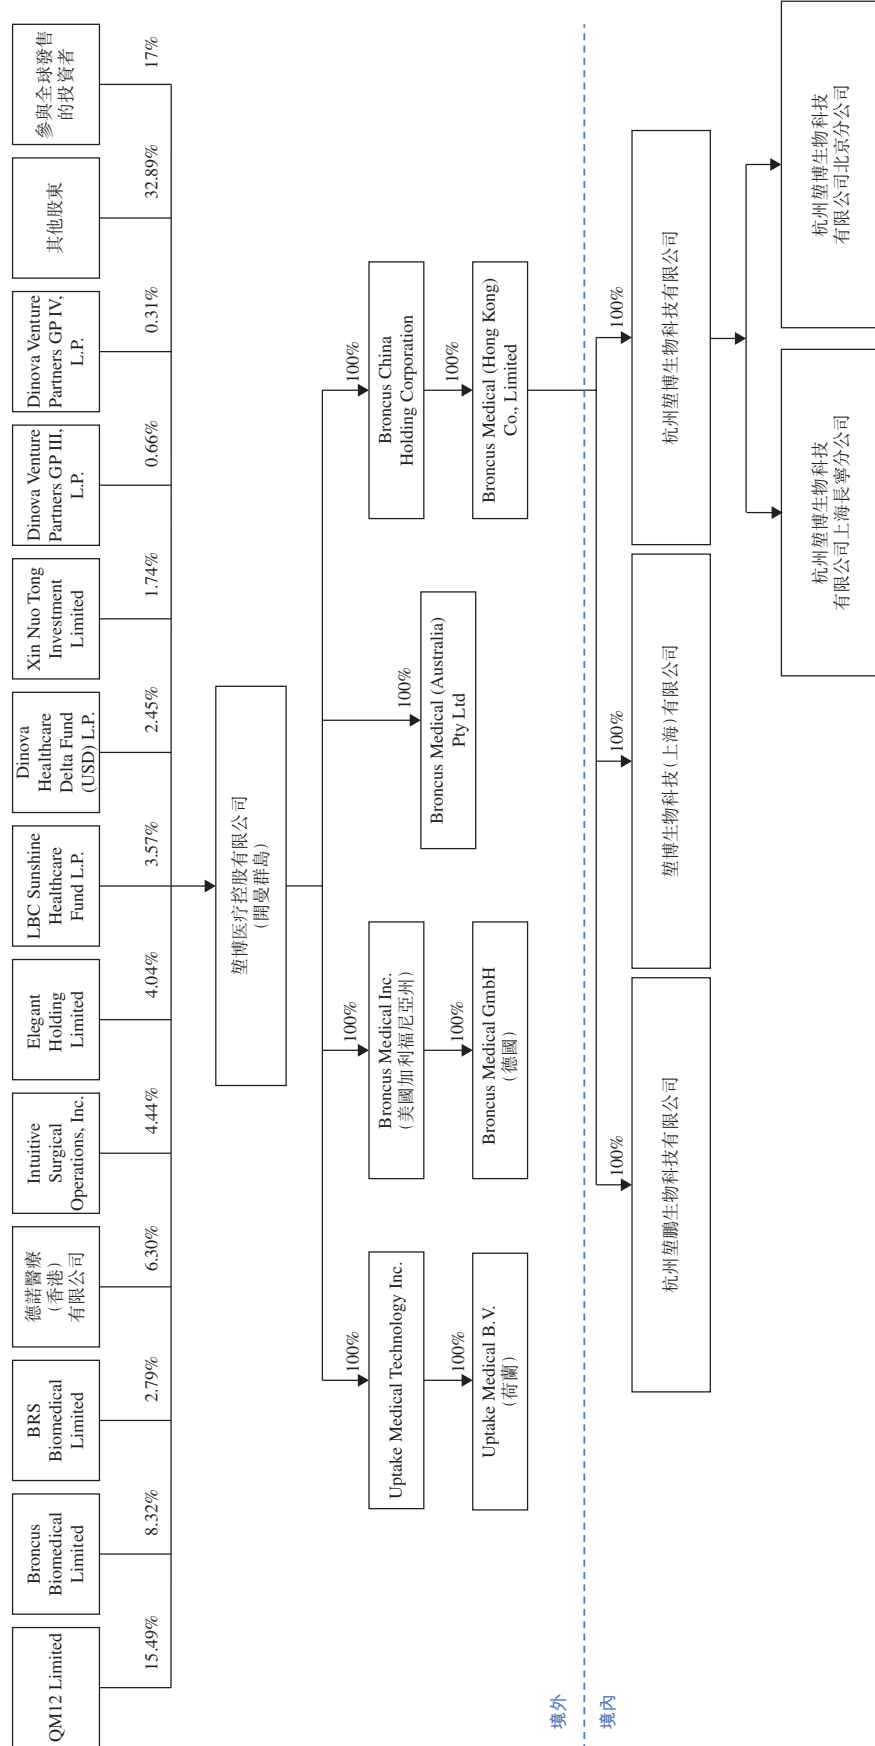 QM12 Limited
15.49%
Broncus
Biomedical
Limited
8.32%
BRS
Biomedical
Limited
2.79%
德諾醫療
（香港）
有限公司
6.30%
Intuitive
Surgical
Operations, Inc.
4.44%
Elegant
Holding
Limited
4.04%
LBC Sunshine
Healthcare
Fund L.P.
3.57%
Dinova
Healthcare
Delta Fund
(USD) L.P.
2.45%
Xin Nuo Tong
Investment
Limited
1.74%
Dinova Venture
Partners GP III,
L.P.
0.66%
Dinova Venture
Partners GP IV,
L.P.
0.31%
其他股東
32.89%
參與全球發售
的投資者
17%
堃博医疗控股有限公司
（開曼群島）
100%
Uptake Medical Technology Inc.
100%
Uptake Medical B.V.
（荷蘭）
100%
Broncus Medical Inc.
（美國加利福尼亞州）
100%
Broncus Medical GmbH
（德國）
100%
Broncus Medical (Australia)
Pty Ltd
100%
Broncus China
Holding Corporation
100%
Broncus Medical (Hong Kong)
Co., Limited
境外
境內
100%
杭州堃鵬生物科技有限公司
100%
堃博生物科技(上海)有限公司
100%
杭州堃博生物科技有限公司
杭州堃博生物科技
有限公司上海長寧分公司
杭州堃博生物科技
有限公司北京分公司